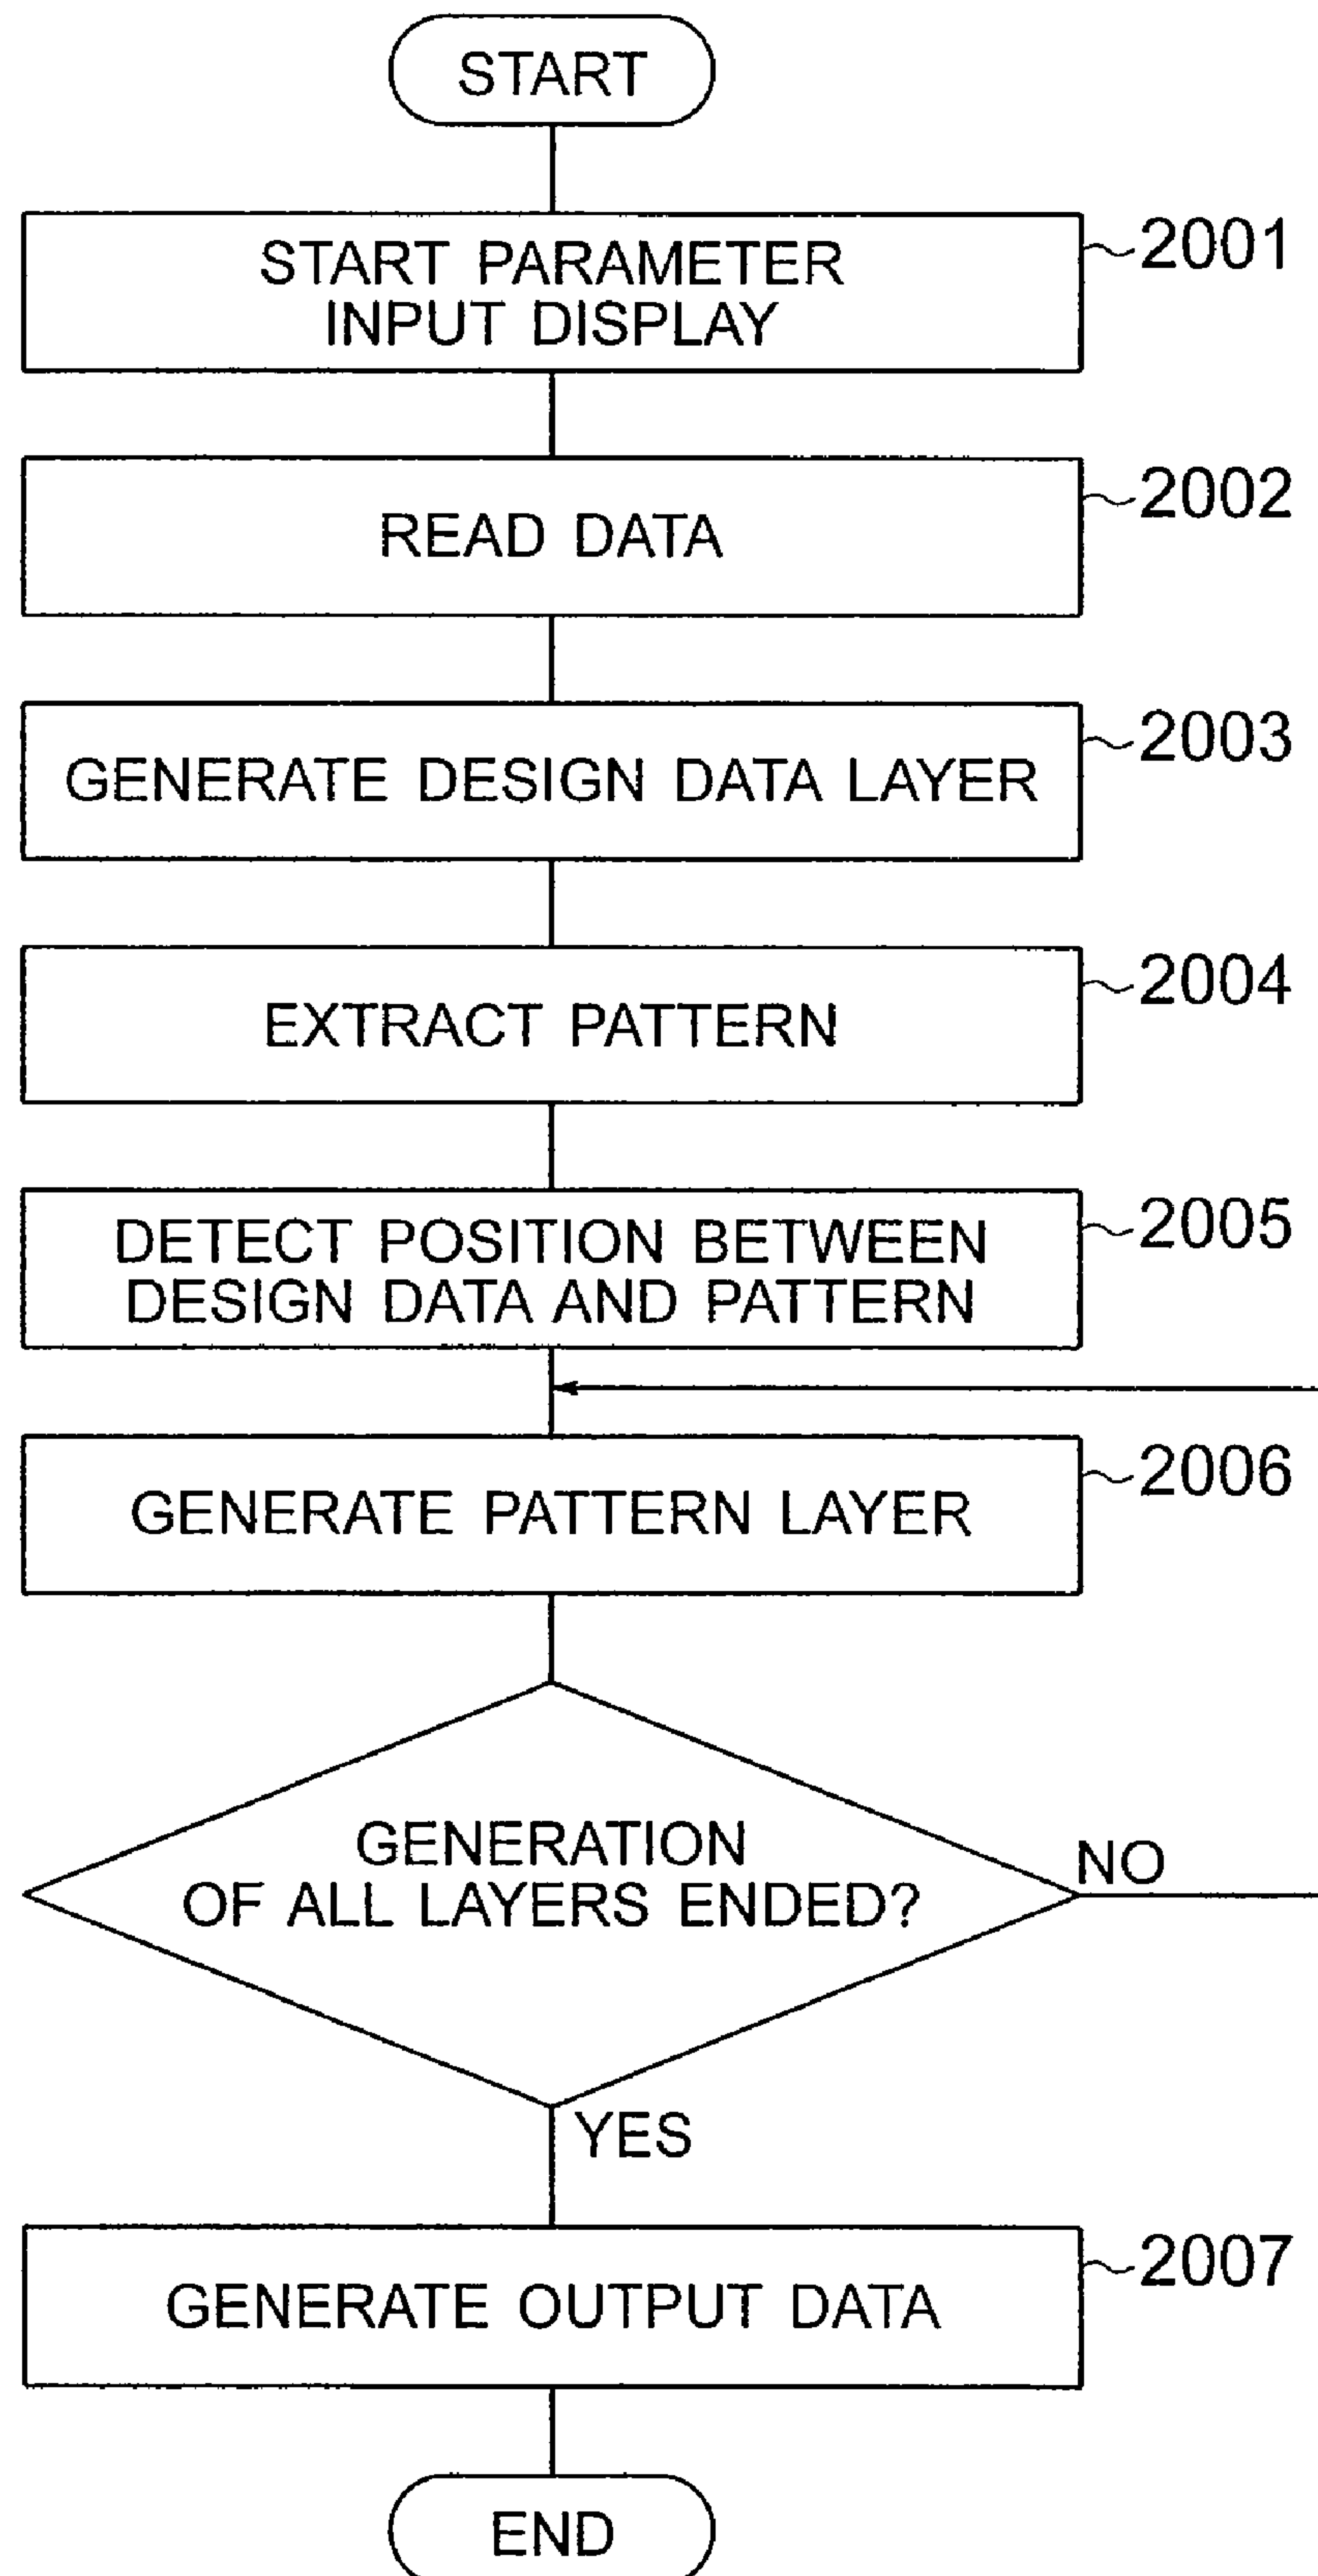 START
START PARAMETER
INPUT DISPLAY
2001
READ DATA
2002
GENERATE DESIGN DATA LAYER
2003
EXTRACT PATTERN
2004
DETECT POSITION BETWEEN
DESIGN DATA AND PATTERN
2005
GENERATE PATTERN LAYER
2006
GENERATION
OF ALL LAYERS ENDED?
NO
YES
GENERATE OUTPUT DATA
2007
END